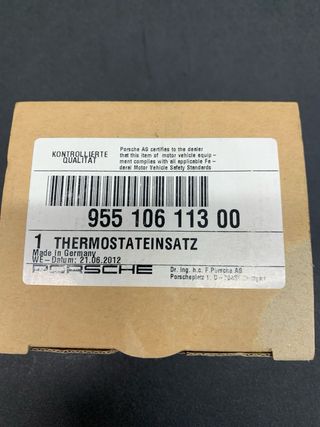 KONTROLLIERTE
QUALITÄT
Porsche AG certifies to the dealer
that this item of motor vehicle equip-
ment complies with all applicable Fe-
deral Motor Vehicle Safety Standards
955 106 113 00
1 THERMOSTATEINSATZ
Made in Germany
WE-Datum: 21.06.2012
PORSCHE
Dr. Ing. h.c. F.Porsche AG
Porscheplatz 1, D-